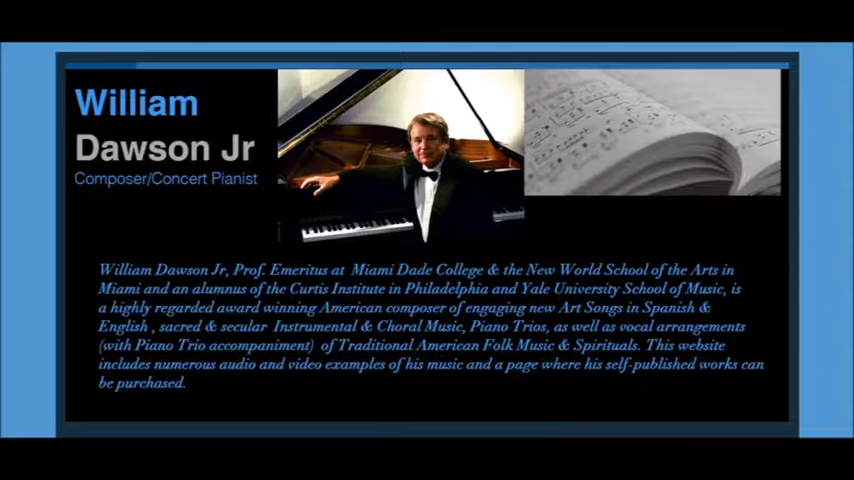 William
Dawson Jr
Composer/Concert Pianist
William Dawson Jr, Prof. Emeritus at Miami Dade College & the New World School of the Arts in
Miami and an alumnus of the Curtis Institute in Philadelphia and Yale University School of Music, is
a highly regarded award winning American composer of engaging new Art Songs in Spanish &
English , sacred & secular Instrumental & Choral Music, Piano Trios, as well as vocal arrangements
(with Piano Trio accompaniment) of Traditional American Folk Music & Spirituals. This website
includes numerous audio and video examples of his music and a page where his self-published works can
be purchased.